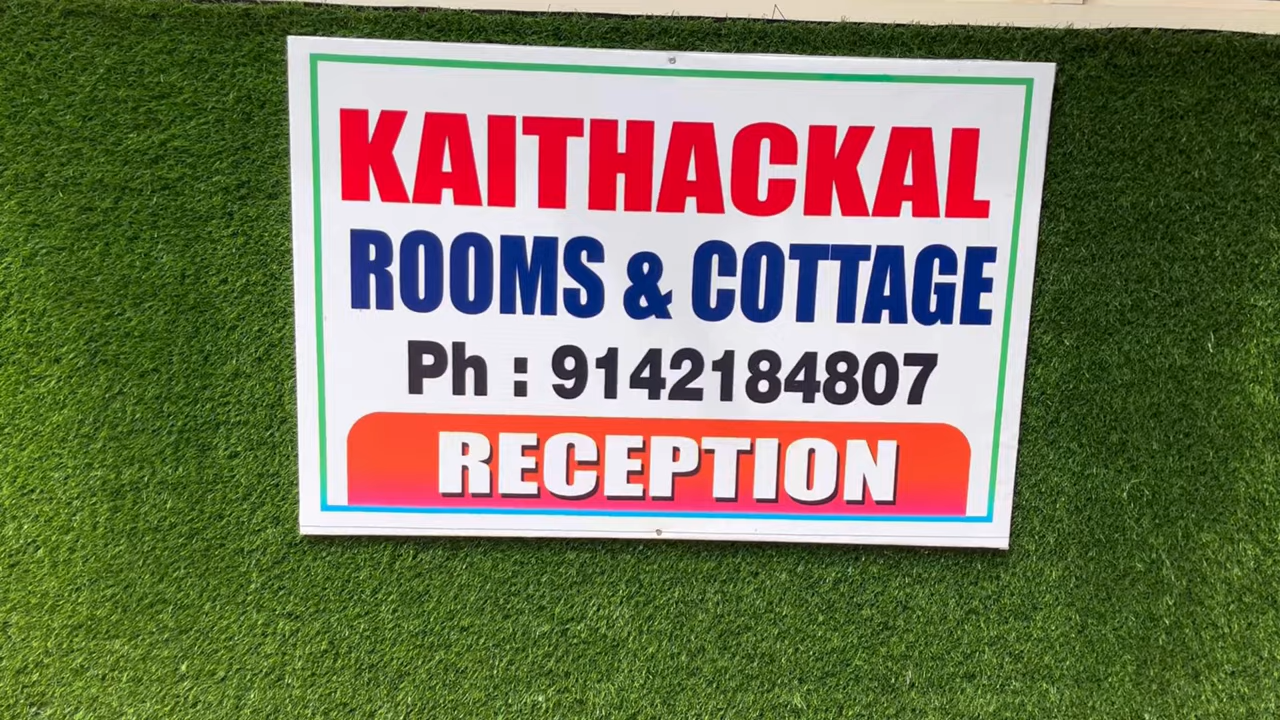 KAITHACKAL
ROOMS & COTTAGE
Ph : 9142184807
RECEPTION